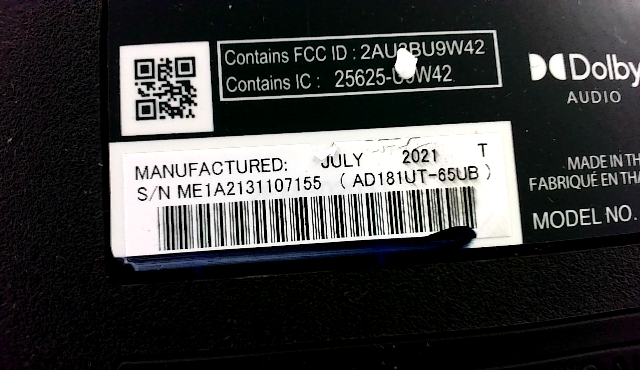 Contains FCC ID :
Contains IC :
Dolby
AUDIO
MANUFACTURED: JULY 2021 T
S/N ME1A2131107155 ( AD181UT-65UB )
MADE IN
FABRIQUÉ EN
MODEL NO.